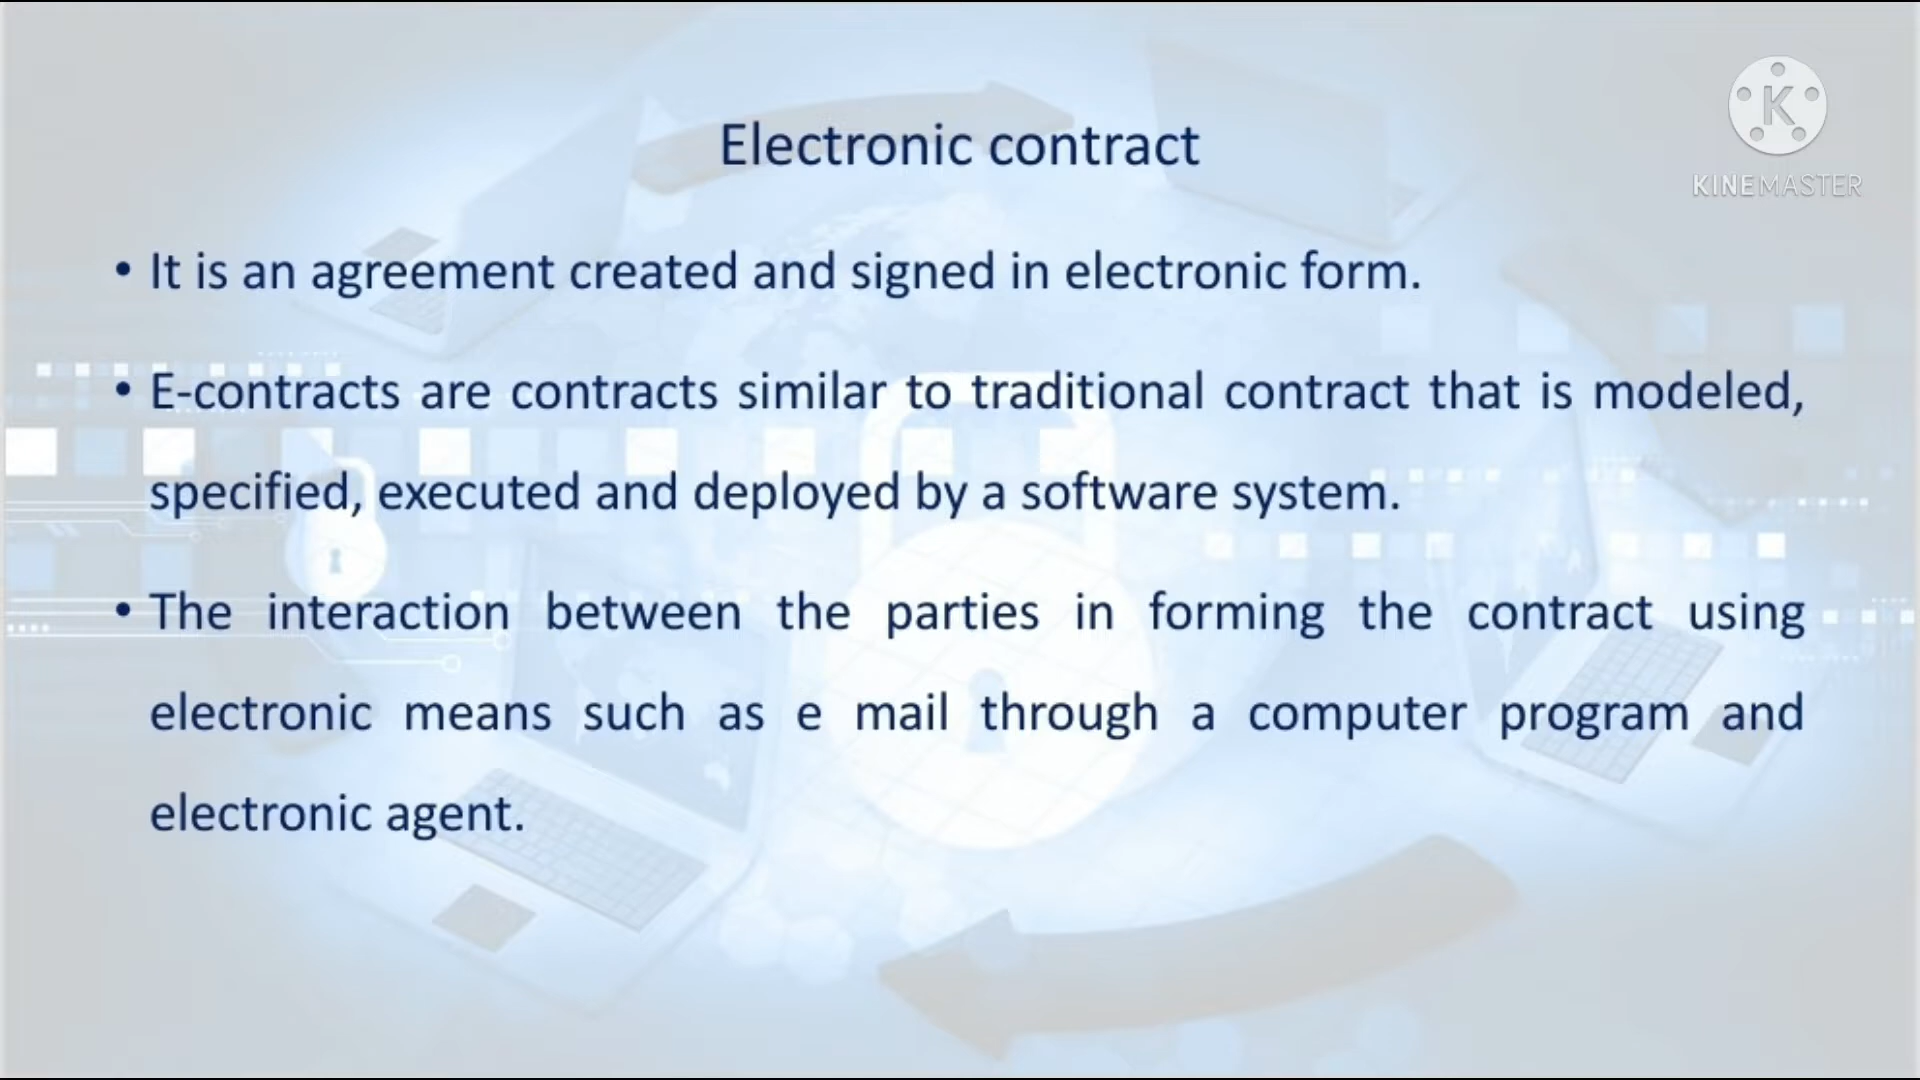 Electronic contract
KINEMASTER
• It is an agreement created and signed in electronic form.
• E-contracts are contracts similar to traditional contract that is modeled,
specified, executed and deployed by a software system.
• The interaction between the parties in forming the contract using
electronic means such as e mail through a computer program and
electronic agent.